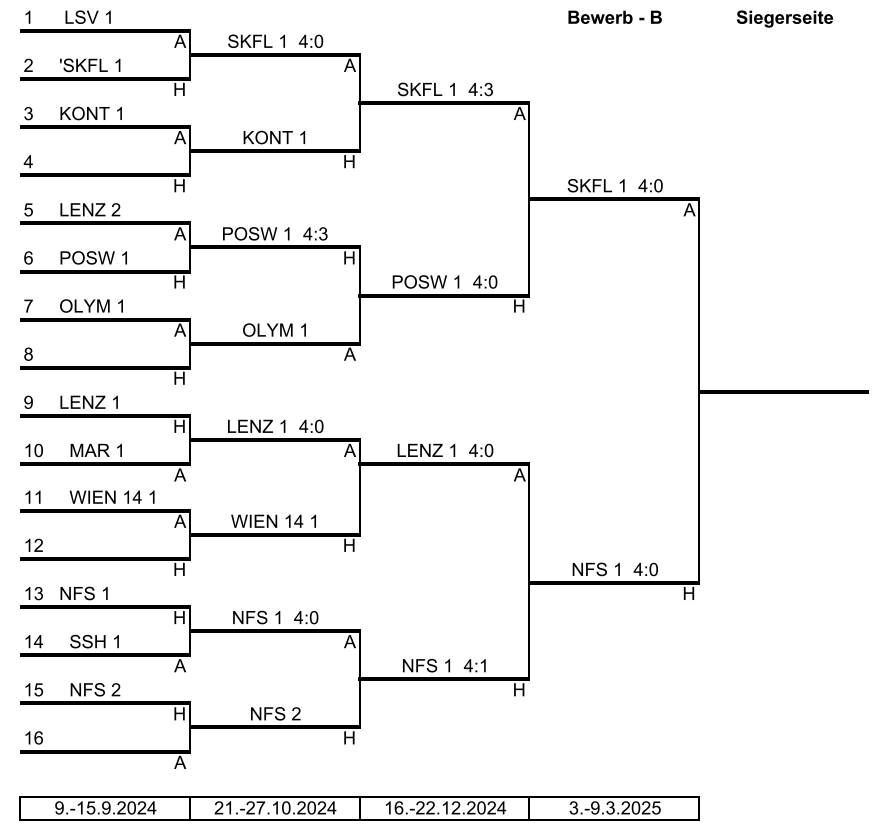 1 LSV 1 Bewerb - B Siegerseite
A SKFL 1 4:0
2 'SKFL 1 A
H SKFL 1 4:3
3 KONT 1 A
A KONT 1
4 H
H SKFL 1 4:0
5 LENZ 2 A
A POSW 1 4:3
6 POSW 1 H
H POSW 1 4:0
7 OLYM 1 H
A OLYM 1
8 A
H
9 LENZ 1
H LENZ 1 4:0
10 MAR 1 A LENZ 1 4:0
A A
11 WIEN 14 1
A WIEN 14 1
12 H
H NFS 1 4:0
13 NFS 1 H
H NFS 1 4:0
14 SSH 1 A
A NFS 1 4:1
15 NFS 2 H
H NFS 2
16 H
A
9.-15.9.2024 21.-27.10.2024 16.-22.12.2024 3.-9.3.2025